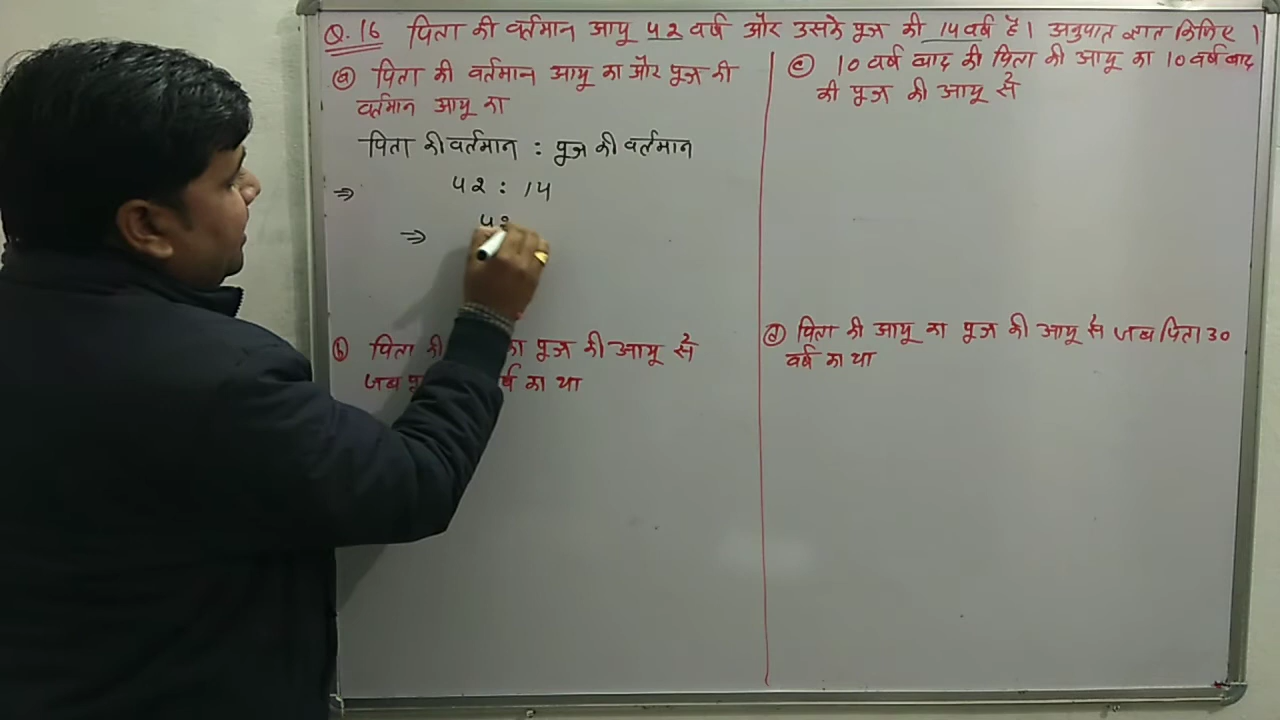 Q.16 पिता की वर्तमान आयु 42 वर्ष और उसके पुत्र की 14 वर्ष है। अनुपात ज्ञात किजिए ।
(a) पिता की वर्तमान आयु का और पुत्र की
वर्तमान आयु का
पिता की वर्तमान : पुत्र की वर्तमान
⇒ 42 : 14
⇒ 42
(b) पिता की का पुत्र की आयु से
जब का था
(c) 10 वर्ष बाद की पिता की आयु का 10 वर्ष बाद
की पुत्र की आयु से
(d) पिता की आयु का पुत्र की आयु से जब पिता 30
वर्ष का था